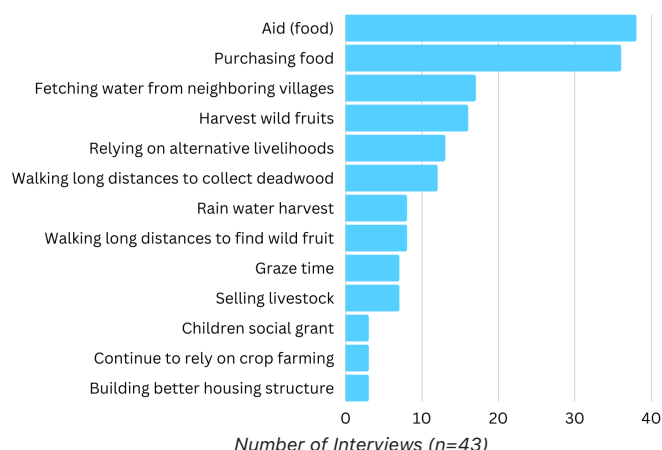 Aid (food)
Purchasing food
Fetching water from neighboring villages
Harvest wild fruits
Relying on alternative livelihoods
Walking long distances to collect deadwood
Rain water harvest
Walking long distances to find wild fruit
Graze time
Selling livestock
Children social grant
Continue to rely on crop farming
Building better housing structure
0 10 20 30 40
Number of Interviews (n=43)